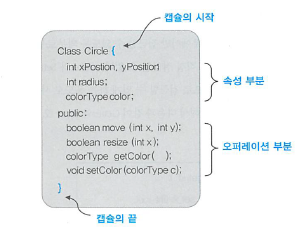 캡슐의 시작
Class Circle {
int xPostion, yPosition;
int radius;
colorType color;
속성 부분
public:
boolean move (int x, int y);
boolean resize (int x);
colorType getColor( );
void setColor(colorType c);
오퍼레이션 부분
}
캡슐의 끝